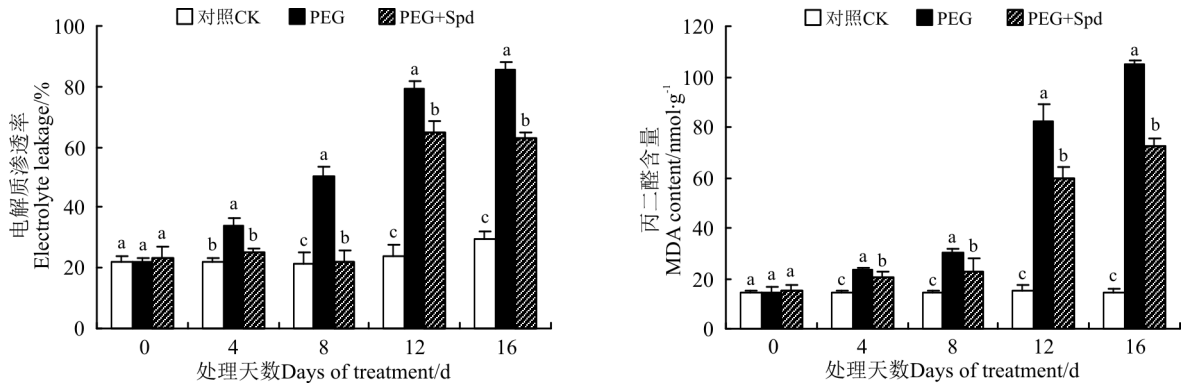 对照CK PEG PEG+Spd
电解质渗透率
Electrolyte leakage/%
100
80
60
40
20
0
a a a
b a b
c a b
c a b
c a b
0 4 8 12 16
处理天数Days of treatment/d
对照CK PEG PEG+Spd
丙二醛含量
MDA content/nmol·g⁻¹
120
100
80
60
40
20
0
a a a
c a b
c a b
c a b
c a b
0 4 8 12 16
处理天数Days of treatment/d